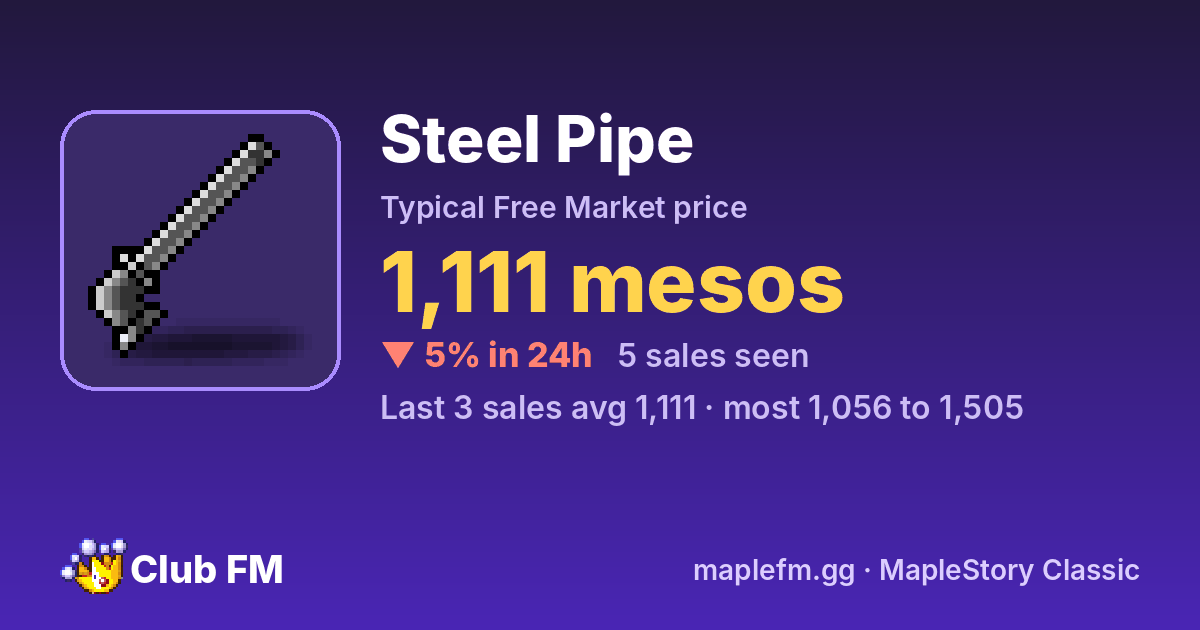 Steel Pipe
Typical Free Market price
1,111 mesos
▼ 5% in 24h 5 sales seen
Last 3 sales avg 1,111 · most 1,056 to 1,505
Club FM
maplefm.gg · MapleStory Classic